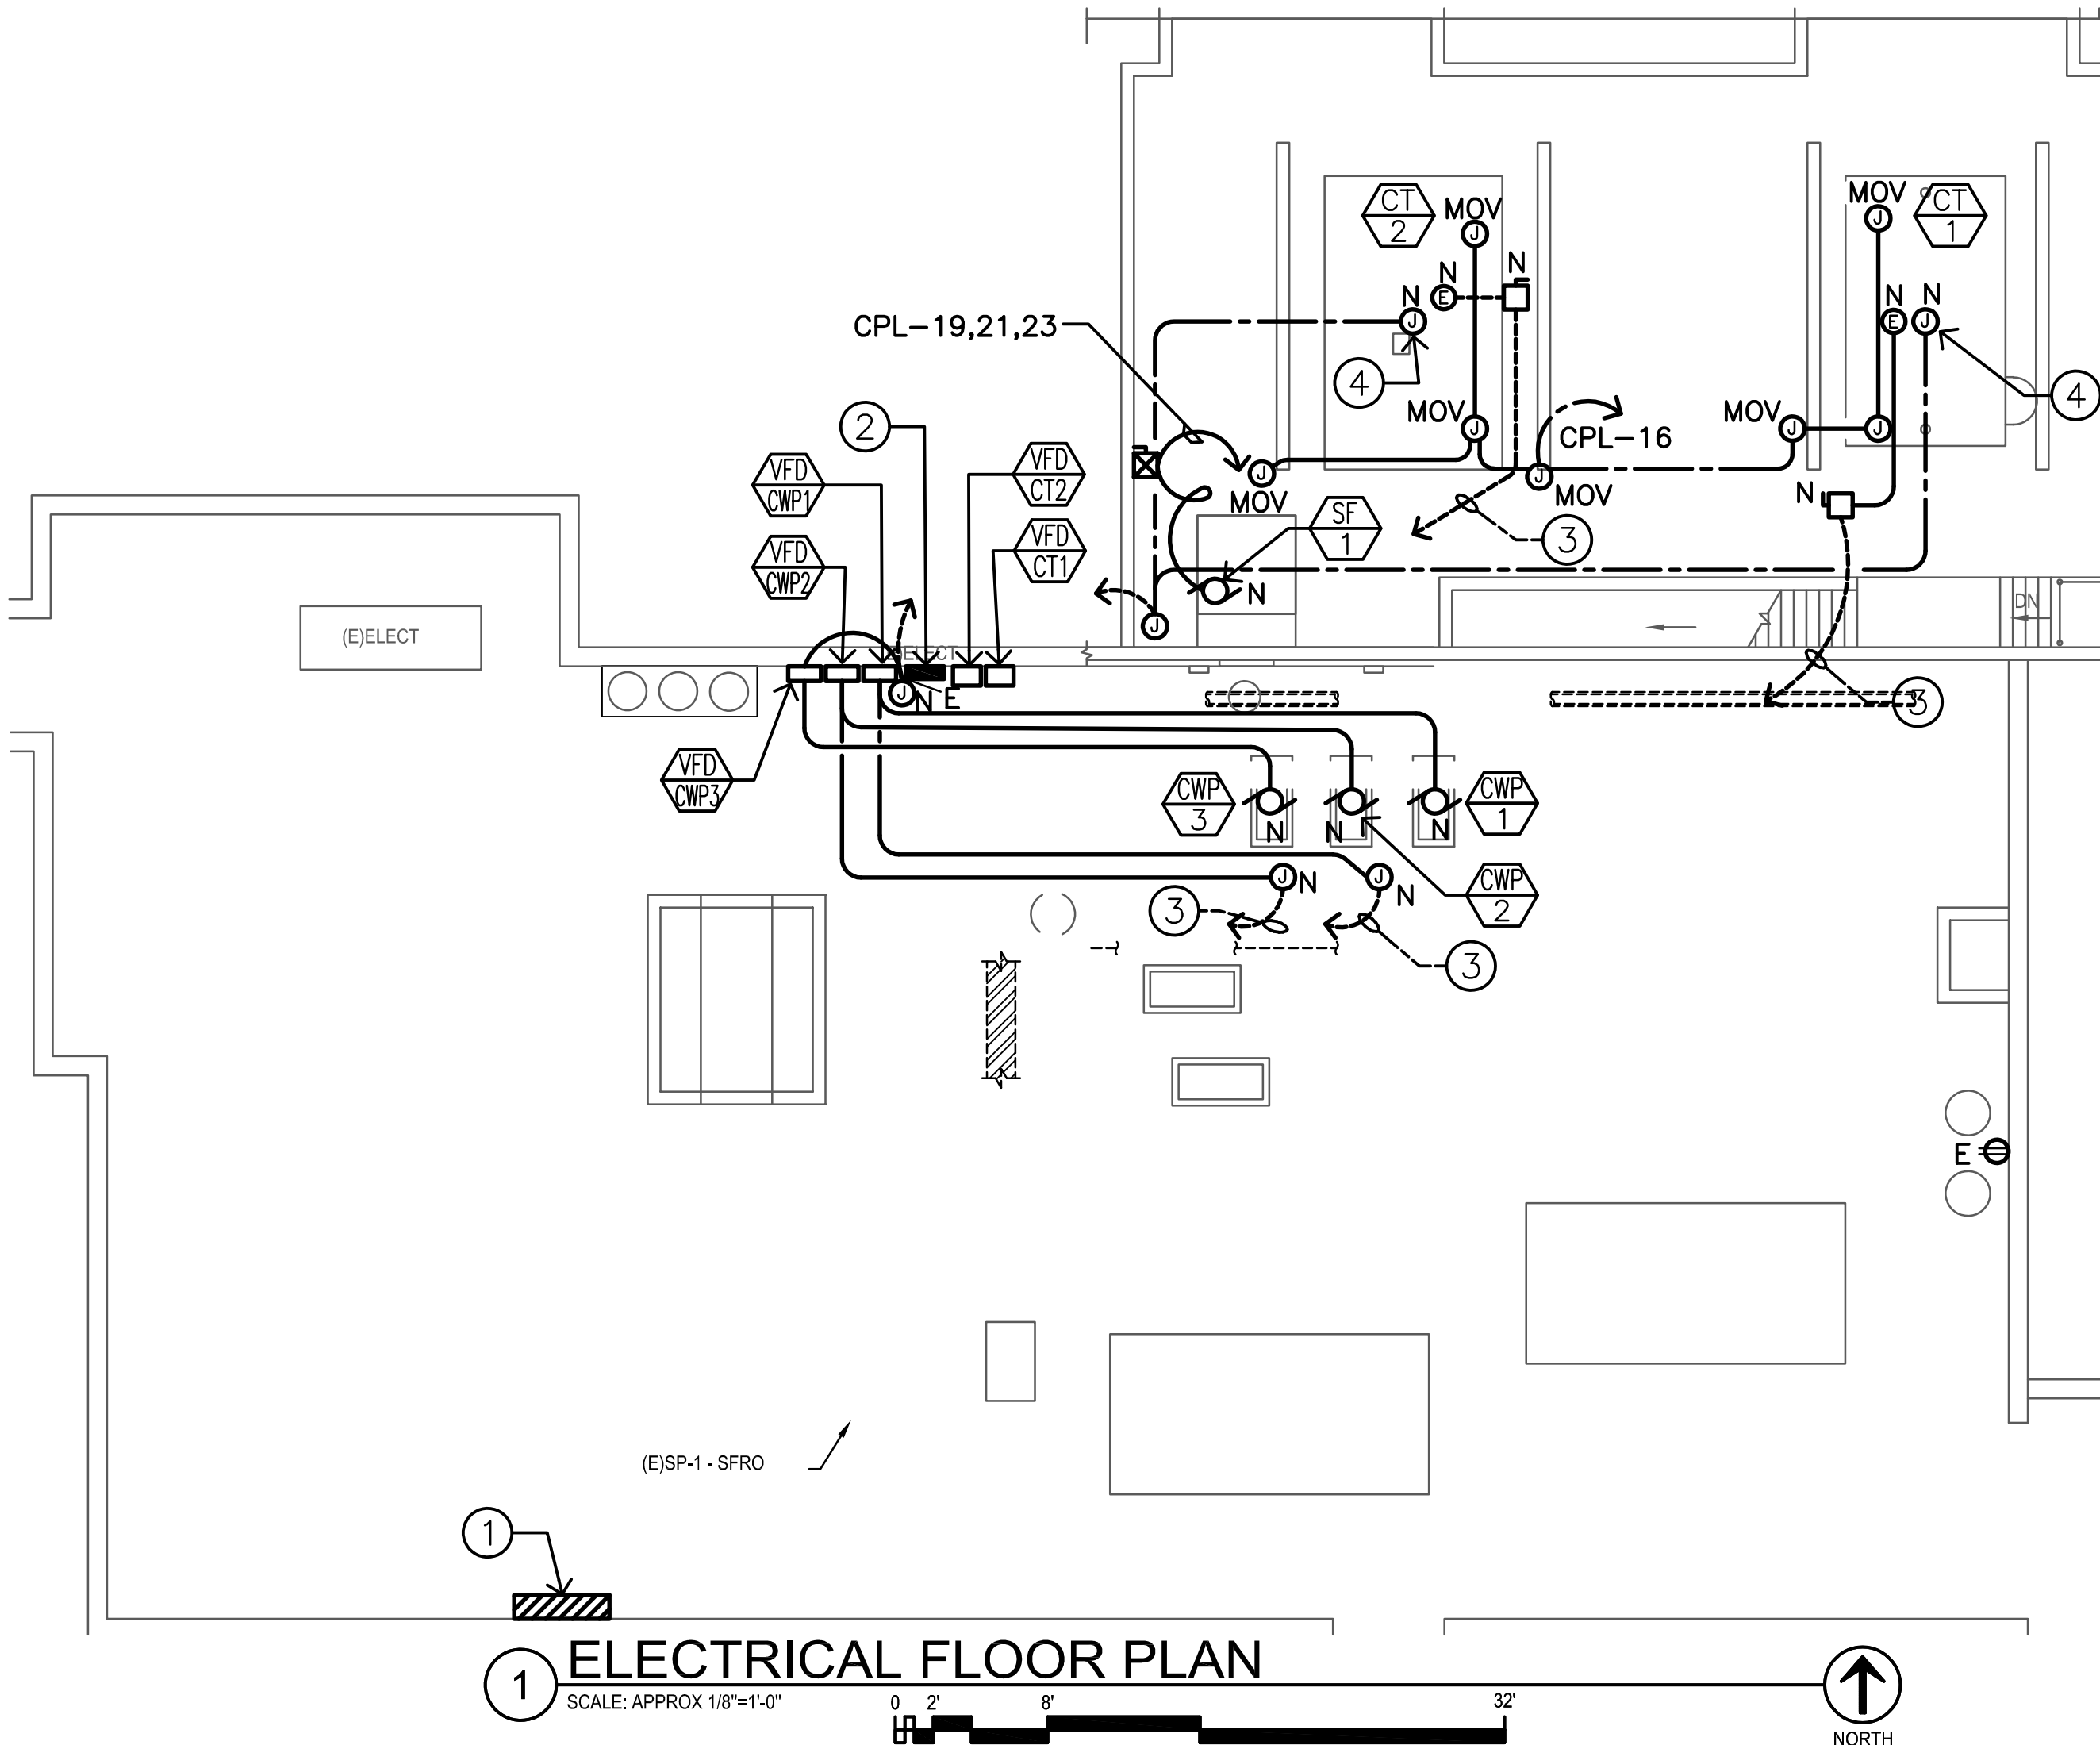 MOV
CT
1
CT
2
MOV
N
N
N
J
J
E
J
N
N
E
J
CPL-19,21,23
4
4
MOV
J
MOV
J
J
CPL-16
2
VFD
CWP1
VFD
CT2
J
MOV
J
MOV
N
SF
1
3
VFD
CWP2
VFD
CT1
N
DN
J
(E)ELECT
ELECT
J
N
E
3
VFD
CWP3
CWP
3
CWP
1
N
N
N
J
N
J
N
CWP
2
3
3
E
(E)SP-1 - SFRO
1
1
ELECTRICAL FLOOR PLAN
SCALE: APPROX 1/8"=1'-0"
0 2' 8' 32'
NORTH